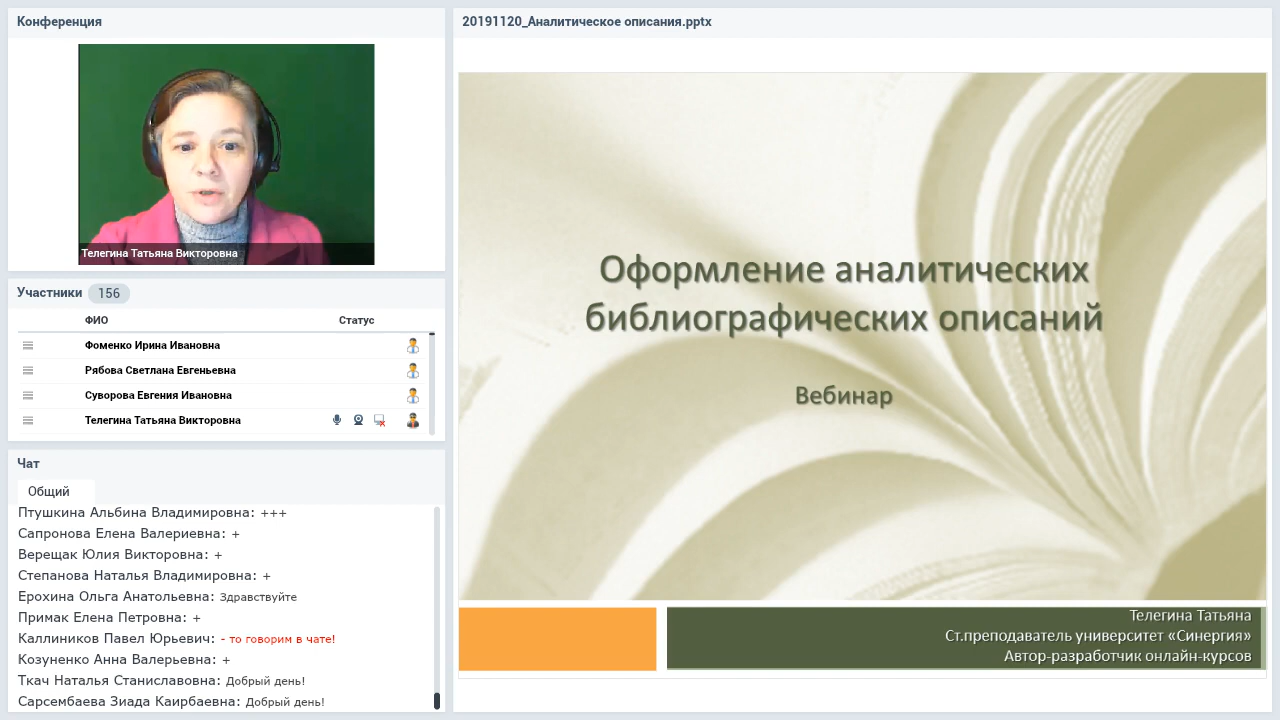 Конференция
Телегина Татьяна Викторовна
Участники 156
ФИО Статус
Фоменко Ирина Ивановна
Рябова Светлана Евгеньевна
Суворова Евгения Ивановна
Телегина Татьяна Викторовна
Чат
Общий
Птушкина Альбина Владимировна: +++
Сапронова Елена Валериевна: +
Верещак Юлия Викторовна: +
Степанова Наталья Владимировна: +
Ерохина Ольга Анатольевна: Здравствуйте
Примак Елена Петровна: +
Каллиников Павел Юрьевич: - то говорим в чате!
Козуненко Анна Валерьевна: +
Ткач Наталья Станиславовна: Добрый день!
Сарсембаева Зиада Каирбаевна: Добрый день!
20191120_Аналитическое описания.pptx
Оформление аналитических
библиографических описаний
Вебинар
Телегина Татьяна
Ст.преподаватель университет «Синергия»
Автор-разработчик онлайн-курсов